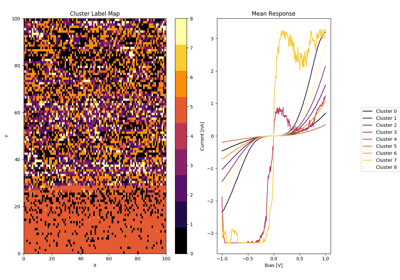 Cluster Label Map
Mean Response
100
80
60
40
20
0
0
20
40
60
80
100
x
y
8
7
6
5
4
3
2
1
0
Current [nA]
3
2
1
0
−1
−2
−3
−1.0
−0.5
0.0
0.5
1.0
Bias [V]
Cluster 0
Cluster 1
Cluster 2
Cluster 3
Cluster 4
Cluster 5
Cluster 6
Cluster 7
Cluster 8